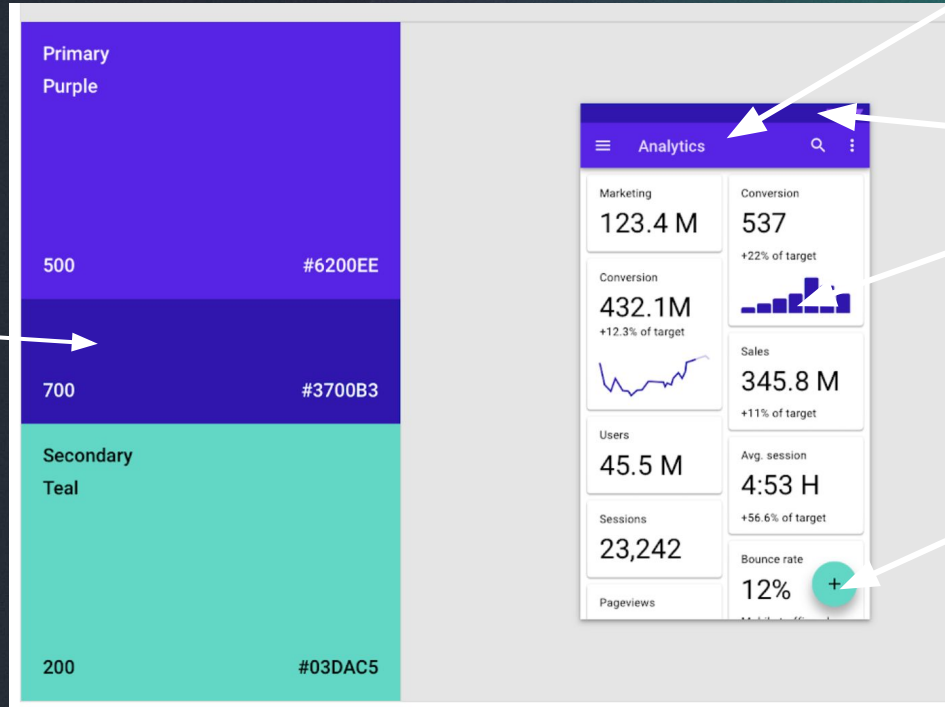 Primary
Purple
500 #6200EE
700 #3700B3
Secondary
Teal
200 #03DAC5
Analytics
Marketing
123.4 M
Conversion
432.1M
+12.3% of target
Users
45.5 M
Sessions
23,242
Pageviews
Conversion
537
+22% of target
Sales
345.8 M
+11% of target
Avg. session
4:53 H
+56.6% of target
Bounce rate
12%
+